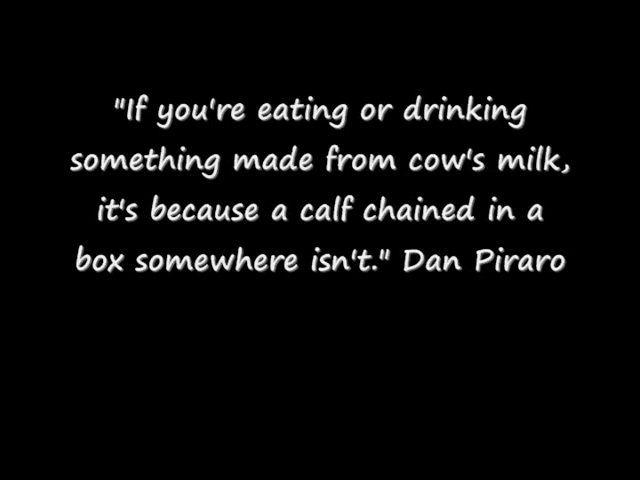 "If you're eating or drinking
something made from cow's milk,
it's because a calf chained in a
box somewhere isn't." Dan Piraro